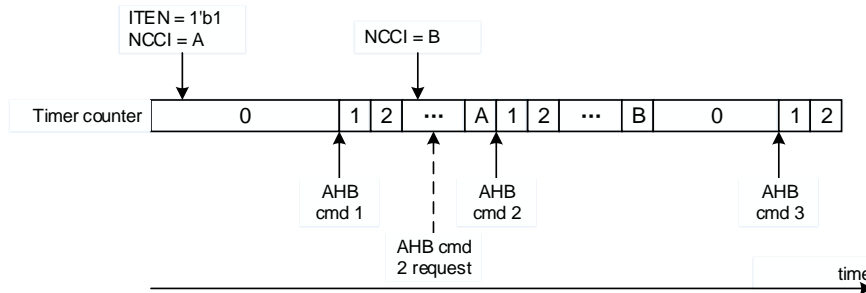 ITEN = 1'b1
NCCI = A
NCCI = B
Timer counter 0 1 2 ... A 1 2 ... B 0 1 2
AHB
cmd 1
AHB
cmd 2
AHB
cmd 3
AHB cmd
2 request
time